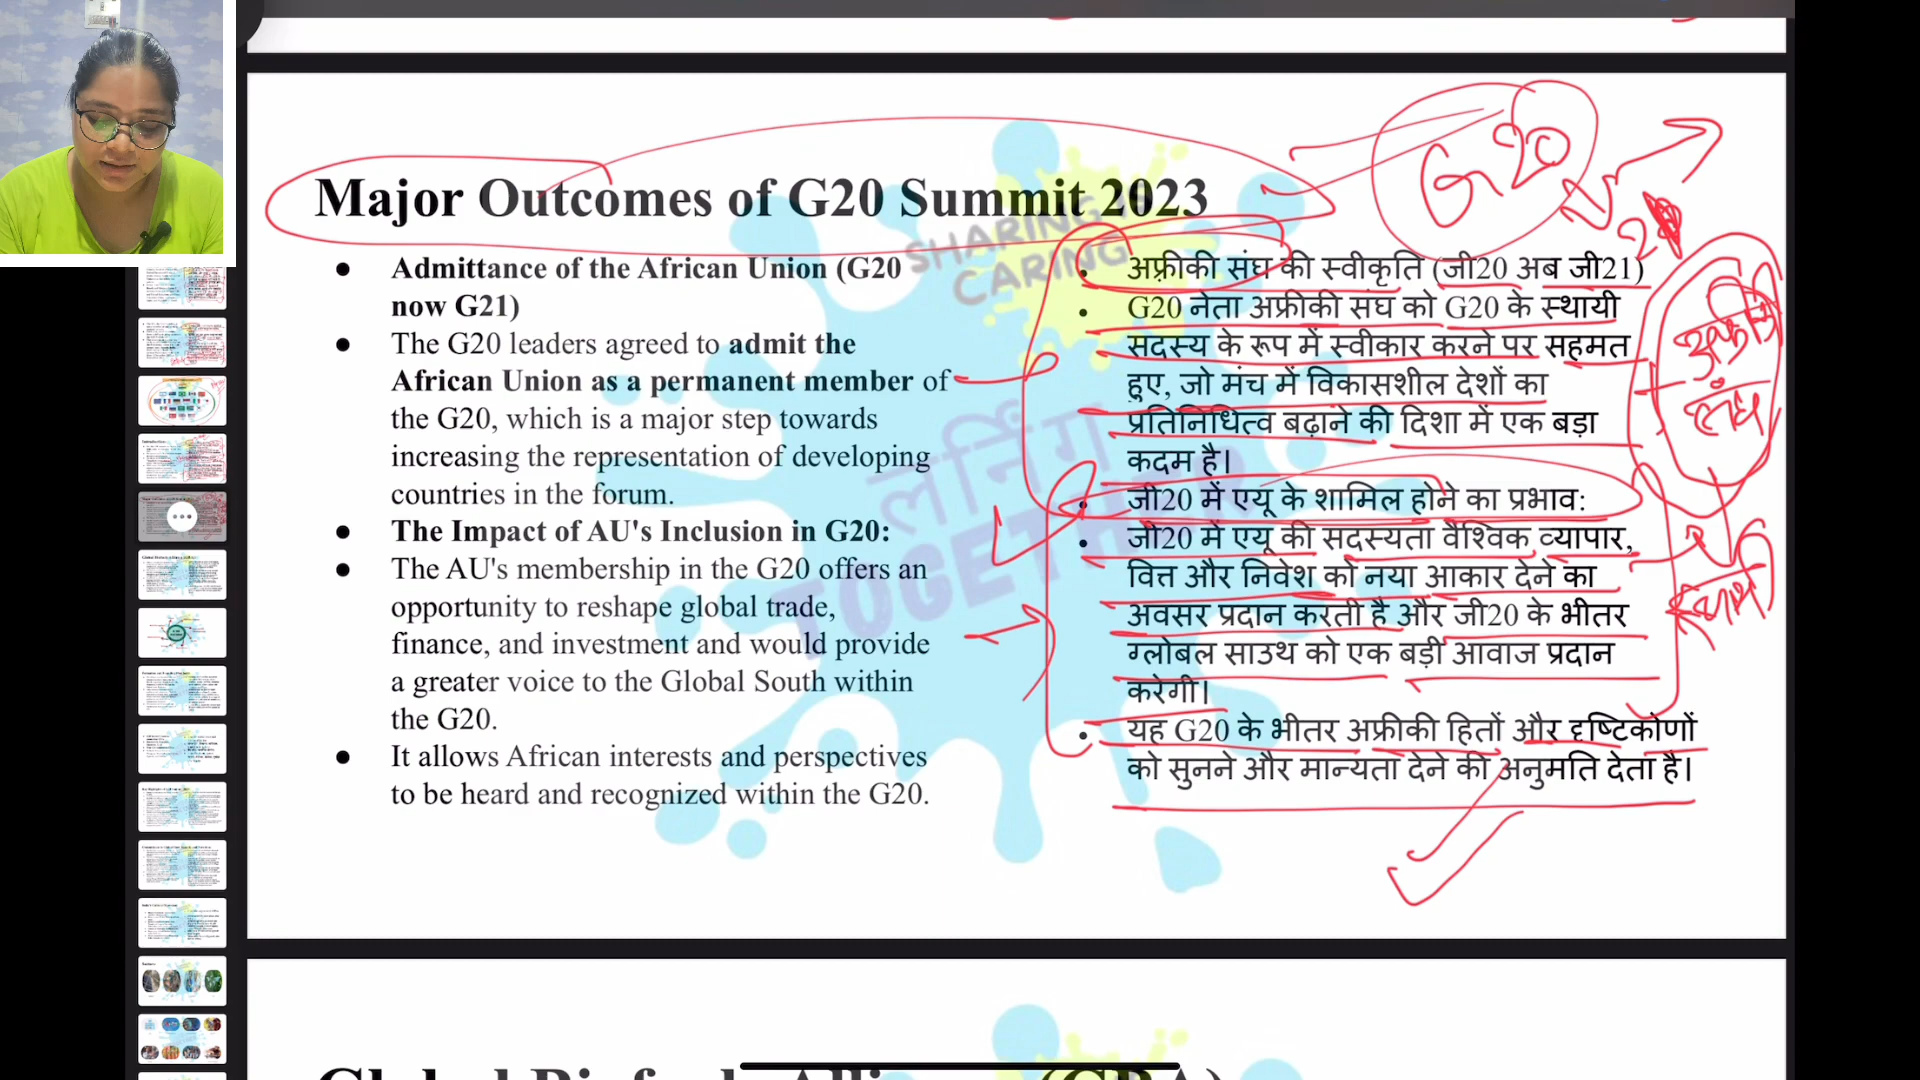 Major Outcomes of G20 Summit 2023
G20
SHARING IS
CARING
लर्निंग
TOGETHER
● Admittance of the African Union (G20
now G21)
● The G20 leaders agreed to admit the
African Union as a permanent member of
the G20, which is a major step towards
increasing the representation of developing
countries in the forum.
● The Impact of AU's Inclusion in G20:
● The AU's membership in the G20 offers an
opportunity to reshape global trade,
finance, and investment and would provide
a greater voice to the Global South within
the G20.
● It allows African interests and perspectives
to be heard and recognized within the G20.
• अफ़्रीकी संघ की स्वीकृति (जी20 अब जी21)
• G20 नेता अफ्रीकी संघ को G20 के स्थायी
सदस्य के रूप में स्वीकार करने पर सहमत
हुए, जो मंच में विकासशील देशों का
प्रतिनिधित्व बढ़ाने की दिशा में एक बड़ा
कदम है।
• जी20 में एयू के शामिल होने का प्रभाव:
• जी20 में एयू की सदस्यता वैश्विक व्यापार,
वित्त और निवेश को नया आकार देने का
अवसर प्रदान करती है और जी20 के भीतर
ग्लोबल साउथ को एक बड़ी आवाज प्रदान
करेगी।
• यह G20 के भीतर अफ्रीकी हितों और दृष्टिकोणों
को सुनने और मान्यता देने की अनुमति देता है।
संघ